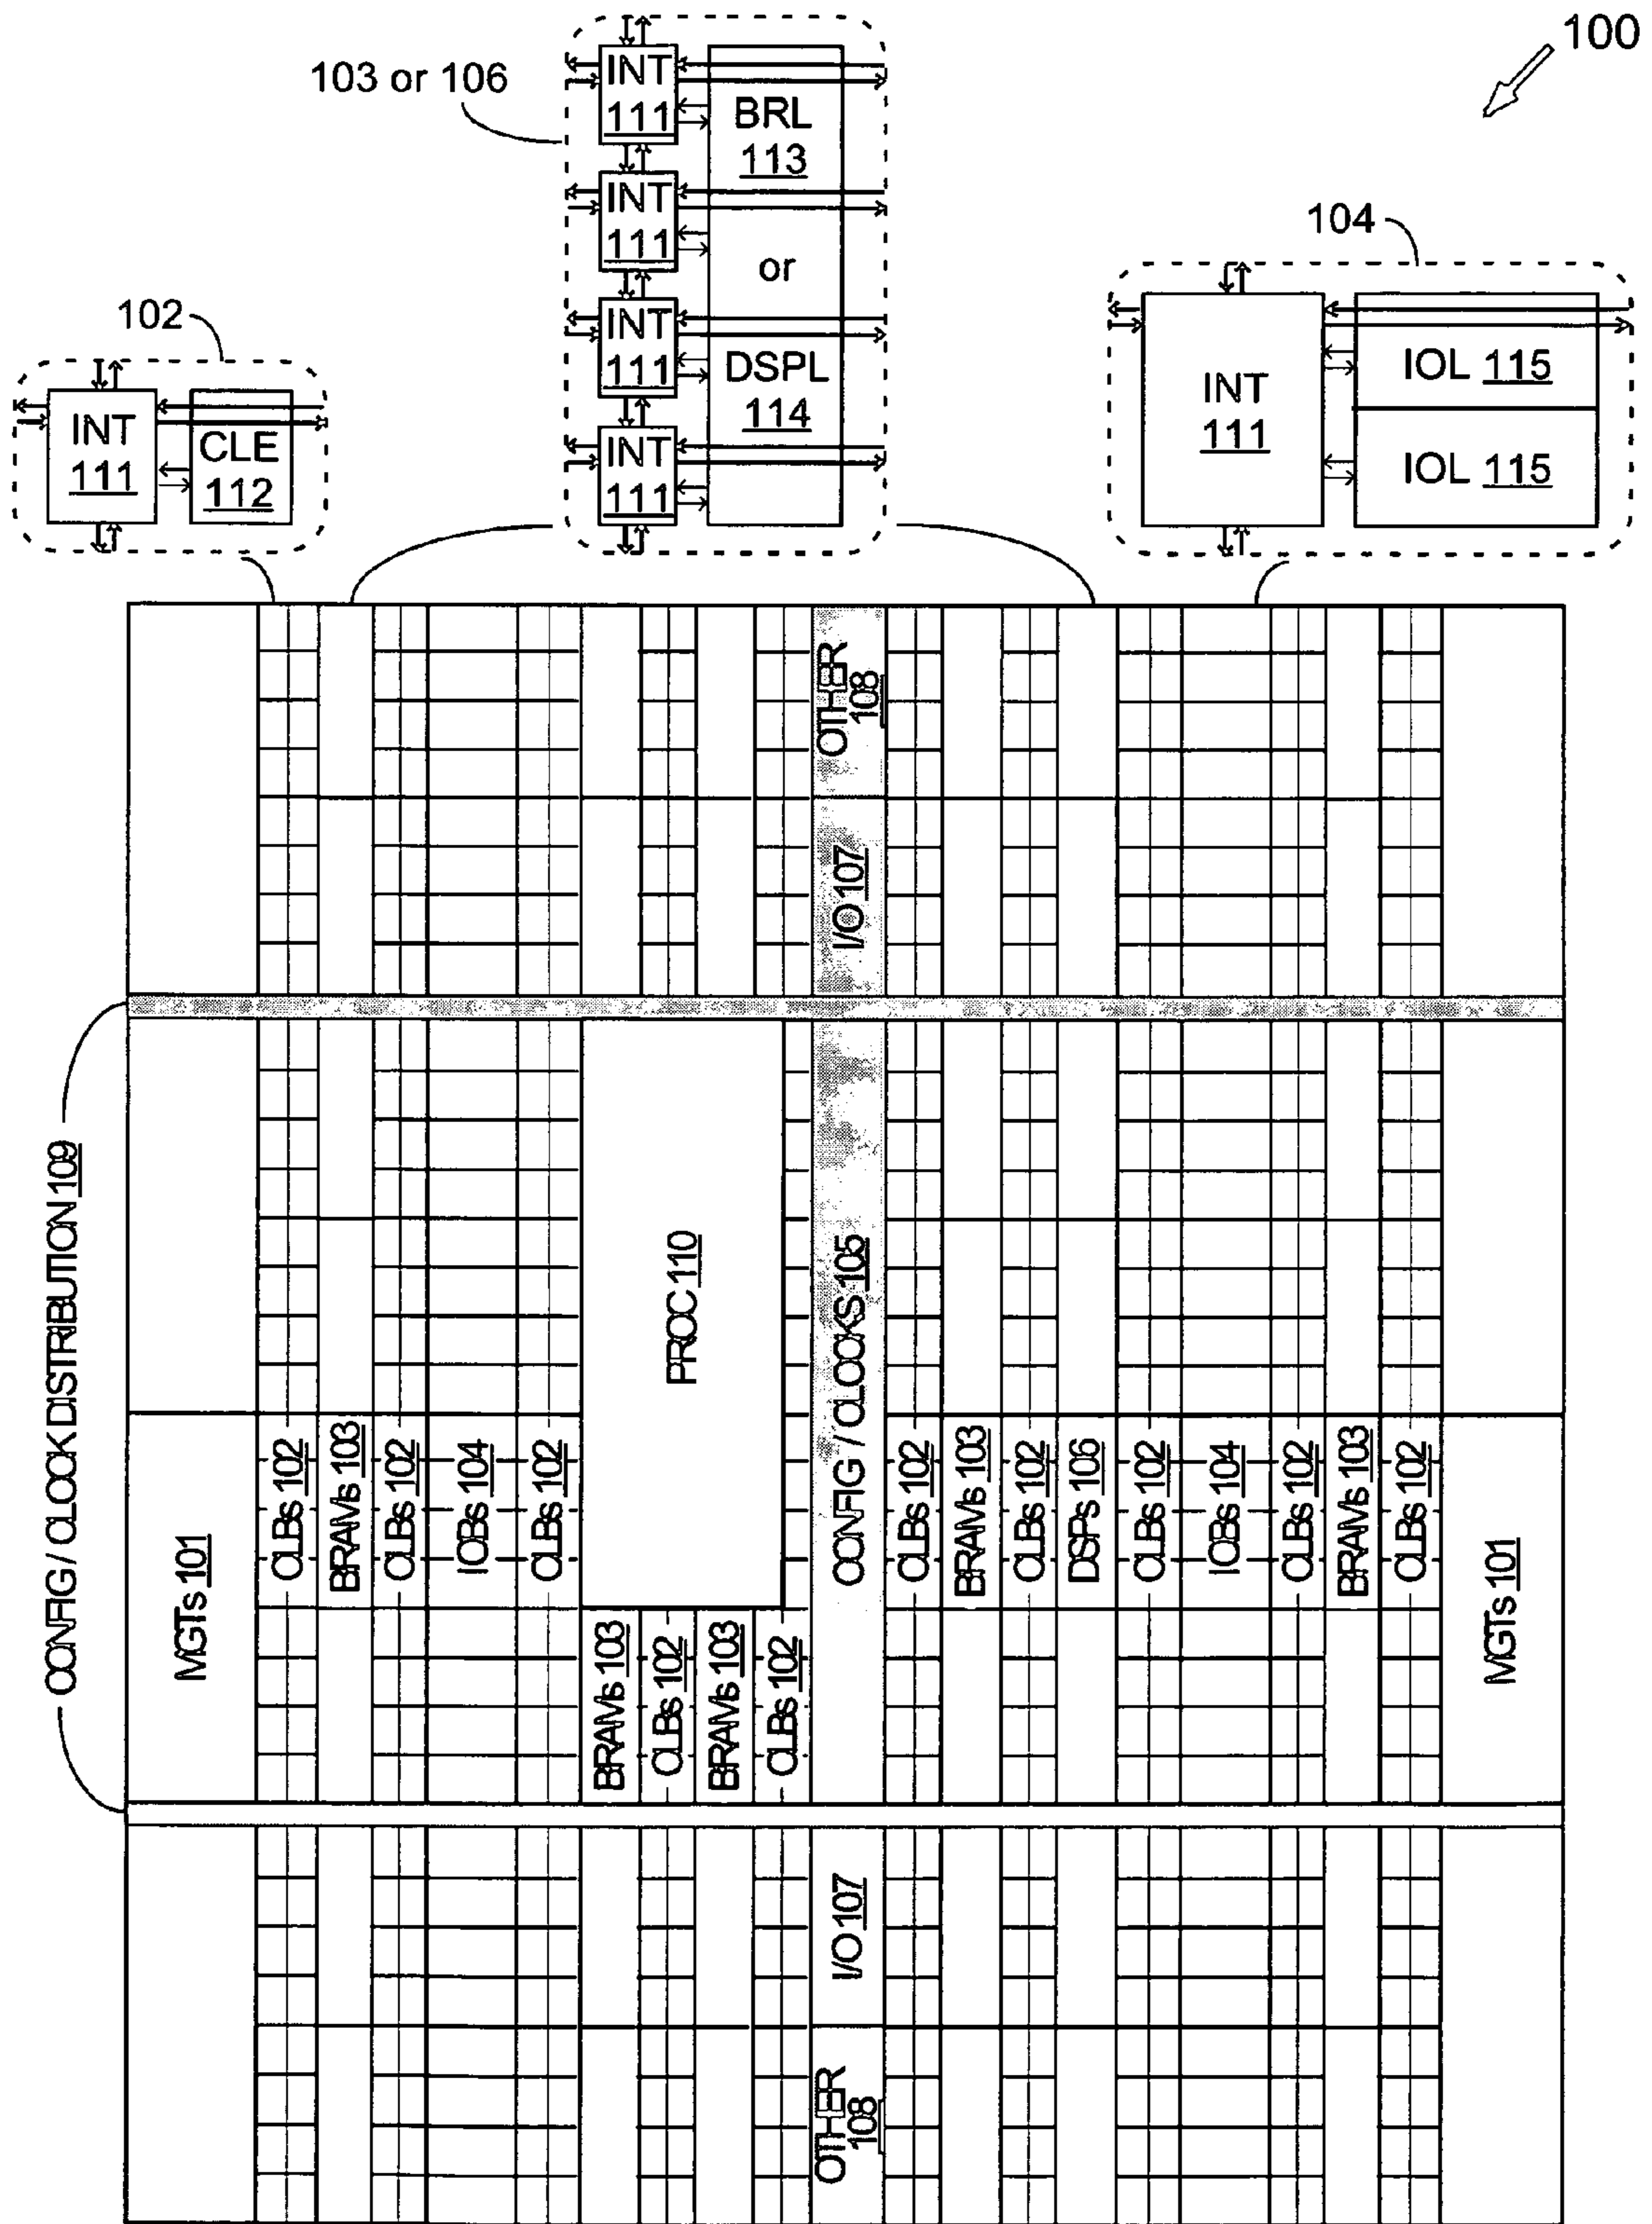 100
103 or 106
INT
111
INT
111
INT
111
INT
111
BRL
113
or
DSPL
114
104
INT
111
IOL 115
IOL 115
102
INT
111
CLE
112
OTHER
108
I/O 107
CONFIG / CLOCK DISTRIBUTION 109
PROC 110
CONFIG / CLOCKS 105
MGTs 101
CLBs 102
BRAMs 103
CLBs 102
IOBs 104
CLBs 102
BRAMs 103
CLBs 102
BRAMs 103
CLBs 102
CLBs 102
BRAMs 103
CLBs 102
DSPs 106
CLBs 102
IOBs 104
CLBs 102
BRAMs 103
CLBs 102
MGTs 101
I/O 107
OTHER
108